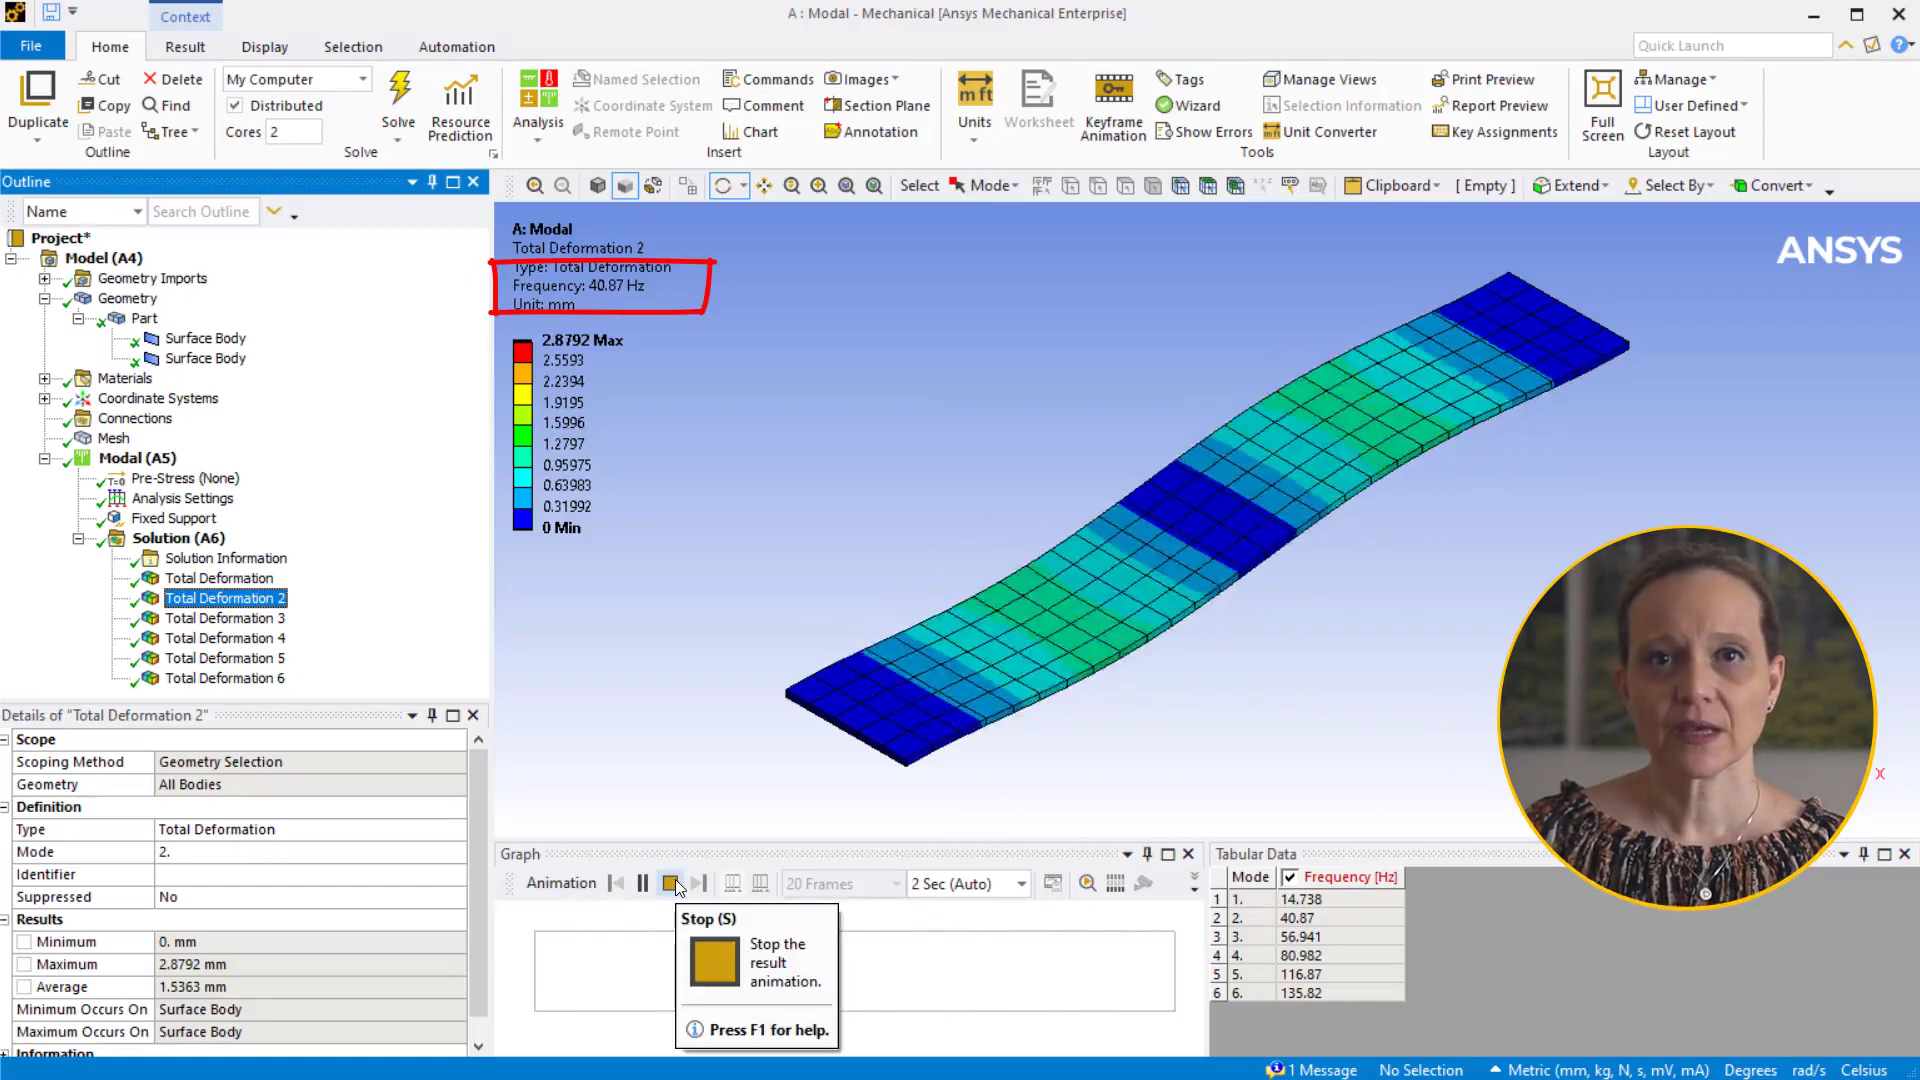 Context
A : Modal - Mechanical [Ansys Mechanical Enterprise]
File Home Result Display Selection Automation
Quick Launch
Duplicate
Cut
Copy
Paste
Delete
Find
Tree
Outline
My Computer
Distributed
Cores 2
Solve
Resource Prediction
Solve
Analysis
Named Selection
Coordinate System
Remote Point
Commands
Comment
Chart
Images
Section Plane
Annotation
Insert
Units
Worksheet
Keyframe Animation
Tags
Wizard
Show Errors
Manage Views
Selection Information
Unit Converter
Print Preview
Report Preview
Key Assignments
Tools
Full Screen
Manage
User Defined
Reset Layout
Layout
Outline
Name Search Outline
Select Mode Clipboard [ Empty ] Extend Select By Convert
Project*
Model (A4)
Geometry Imports
Geometry
Part
Surface Body
Surface Body
Materials
Coordinate Systems
Connections
Mesh
Modal (A5)
Pre-Stress (None)
Analysis Settings
Fixed Support
Solution (A6)
Solution Information
Total Deformation
Total Deformation 2
Total Deformation 3
Total Deformation 4
Total Deformation 5
Total Deformation 6
A: Modal
Total Deformation 2
Type: Total Deformation
Frequency: 40.87 Hz
Unit: mm
2.8792 Max
2.5593
2.2394
1.9195
1.5996
1.2797
0.95975
0.63983
0.31992
0 Min
ANSYS
X
Details of "Total Deformation 2"
Scope
Scoping Method Geometry Selection
Geometry All Bodies
Definition
Type Total Deformation
Mode 2.
Identifier
Suppressed No
Results
Minimum 0. mm
Maximum 2.8792 mm
Average 1.5363 mm
Minimum Occurs On Surface Body
Maximum Occurs On Surface Body
Information
Graph
Animation 20 Frames 2 Sec (Auto)
Stop (S)
Stop the
result
animation.
Press F1 for help.
Tabular Data
Mode Frequency [Hz]
1 1. 14.738
2 2. 40.87
3 3. 56.941
4 4. 80.982
5 5. 116.87
6 6. 135.82
1 Message No Selection Metric (mm, kg, N, s, mV, mA) Degrees rad/s Celsius